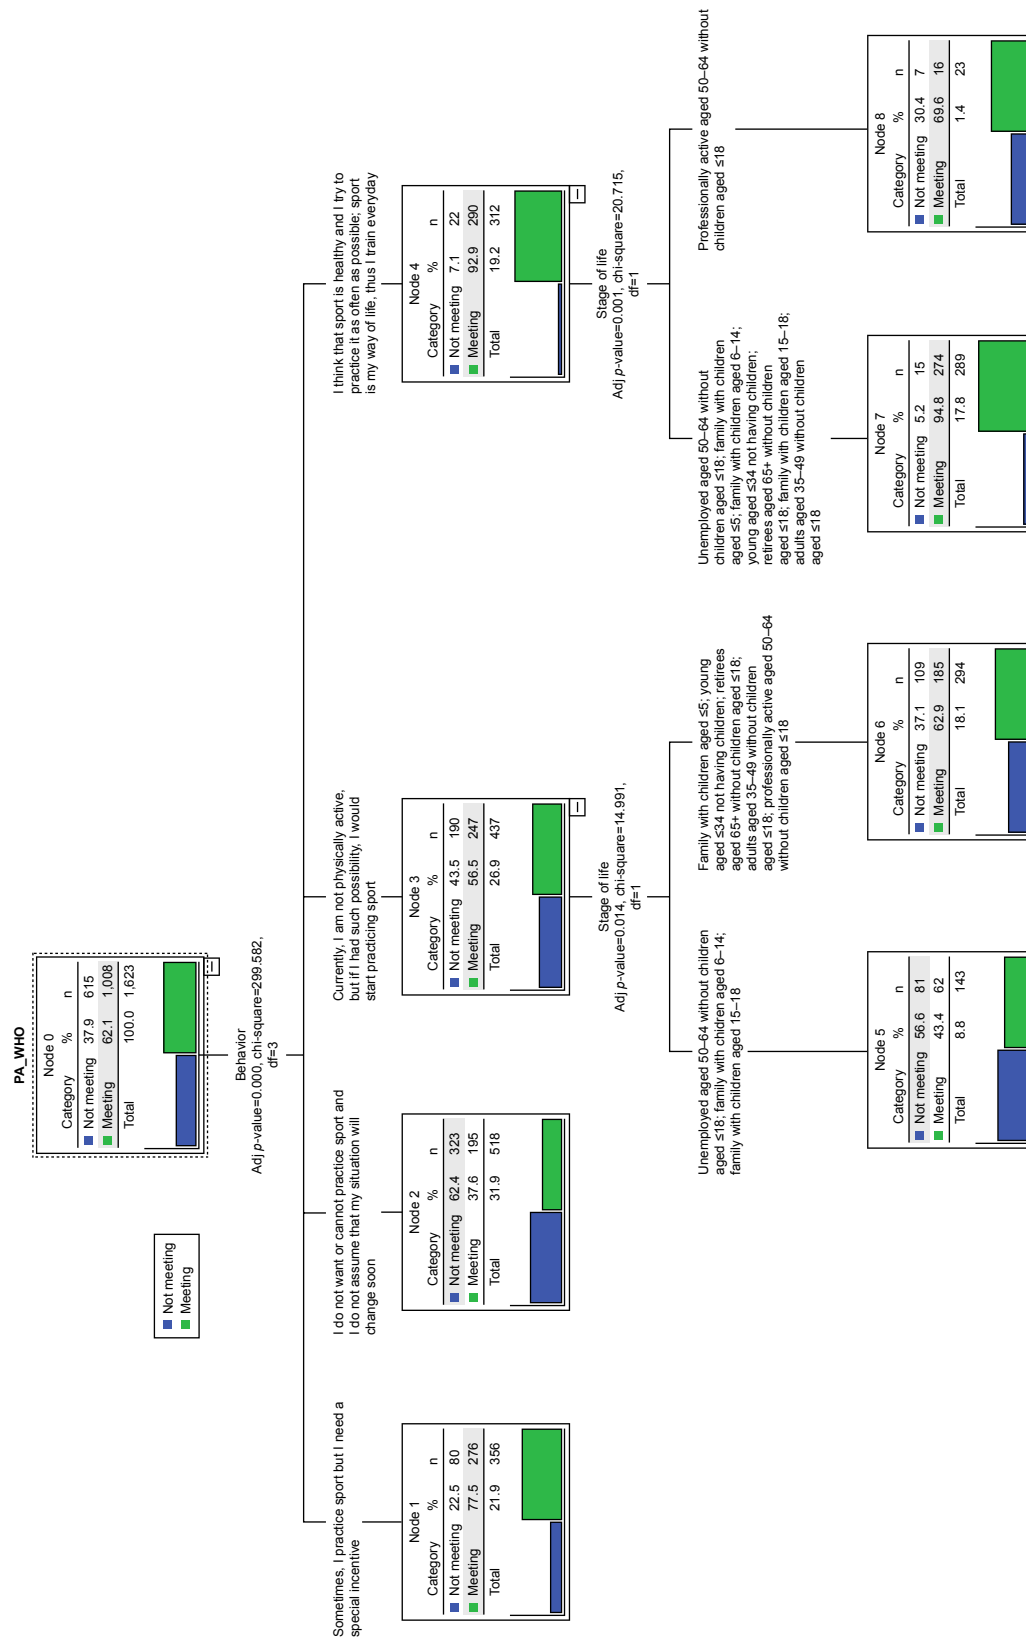 PA_WHO
Not meeting
Meeting
Node 0
Category % n
Not meeting 37.9 615
Meeting 62.1 1,008
Total 100.0 1,623
Behavior
Adj p-value=0.000, chi-square=299.582,
df=3
Sometimes, I practice sport but I need a
special incentive
Node 1
Category % n
Not meeting 22.5 80
Meeting 77.5 276
Total 21.9 356
I do not want or cannot practice sport and
I do not assume that my situation will
change soon
Node 2
Category % n
Not meeting 62.4 323
Meeting 37.6 195
Total 31.9 518
Currently, I am not physically active,
but if I had such possibility, I would
start practicing sport
Node 3
Category % n
Not meeting 43.5 190
Meeting 56.5 247
Total 26.9 437
I think that sport is healthy and I try to
practice it as often as possible; sport
is my way of life, thus I train everyday
Node 4
Category % n
Not meeting 7.1 22
Meeting 92.9 290
Total 19.2 312
Stage of life
Adj p-value=0.014, chi-square=14.991,
df=1
Stage of life
Adj p-value=0.001, chi-square=20.715,
df=1
Unemployed aged 50–64 without children
aged ≤18; family with children aged 6–14;
family with children aged 15–18
Node 5
Category % n
Not meeting 56.6 81
Meeting 43.4 62
Total 8.8 143
Family with children aged ≤5; young
aged ≤34 not having children; retirees
aged 65+ without children aged ≤18;
adults aged 35–49 without children
aged ≤18; professionally active aged 50–64
without children aged ≤18
Node 6
Category % n
Not meeting 37.1 109
Meeting 62.9 185
Total 18.1 294
Unemployed aged 50–64 without
children aged ≤18; family with children
aged ≤5; family with children aged 6–14;
young aged ≤34 not having children;
retirees aged 65+ without children
aged ≤18; family with children aged 15–18;
adults aged 35–49 without children
aged ≤18
Node 7
Category % n
Not meeting 5.2 15
Meeting 94.8 274
Total 17.8 289
Professionally active aged 50–64 without
children aged ≤18
Node 8
Category % n
Not meeting 30.4 7
Meeting 69.6 16
Total 1.4 23